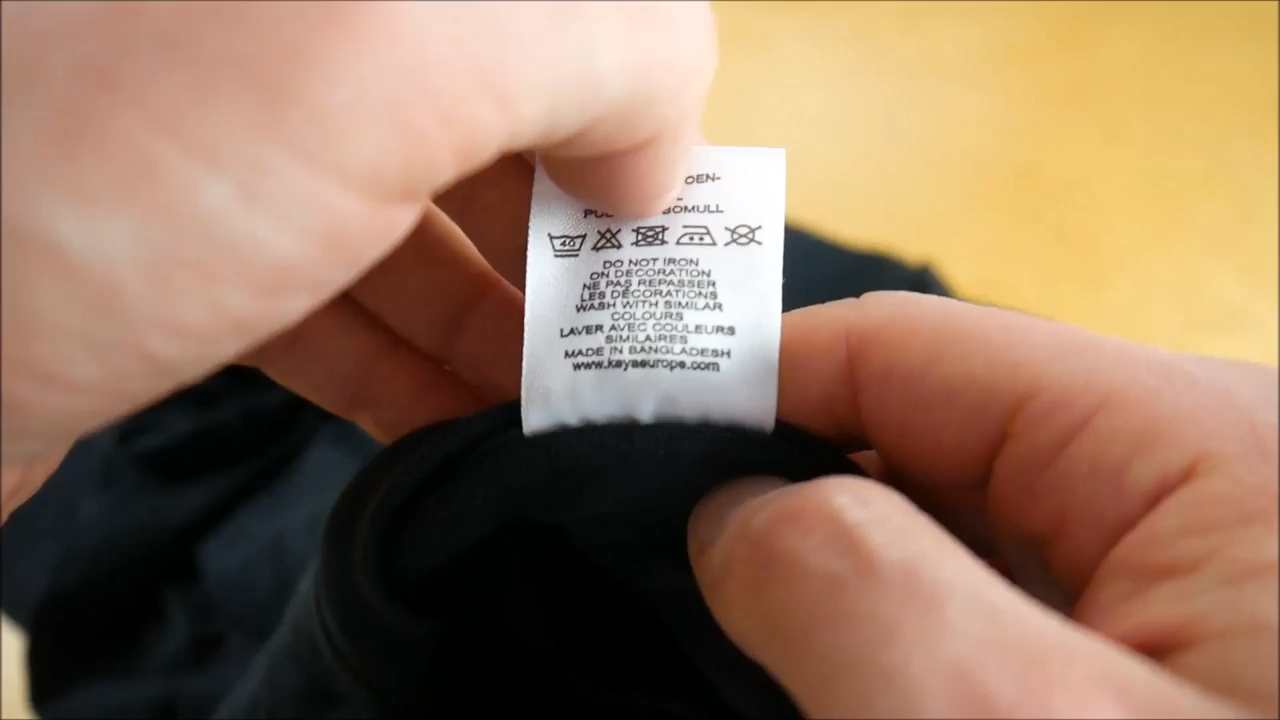 OEN-
BOMULL
40
DO NOT IRON
ON DECORATION
NE PAS REPASSER
LES DÉCORATIONS
WASH WITH SIMILAR
COLOURS
LAVER AVEC COULEURS
SIMILAIRES
MADE IN BANGLADESH
www.kayaeurope.com